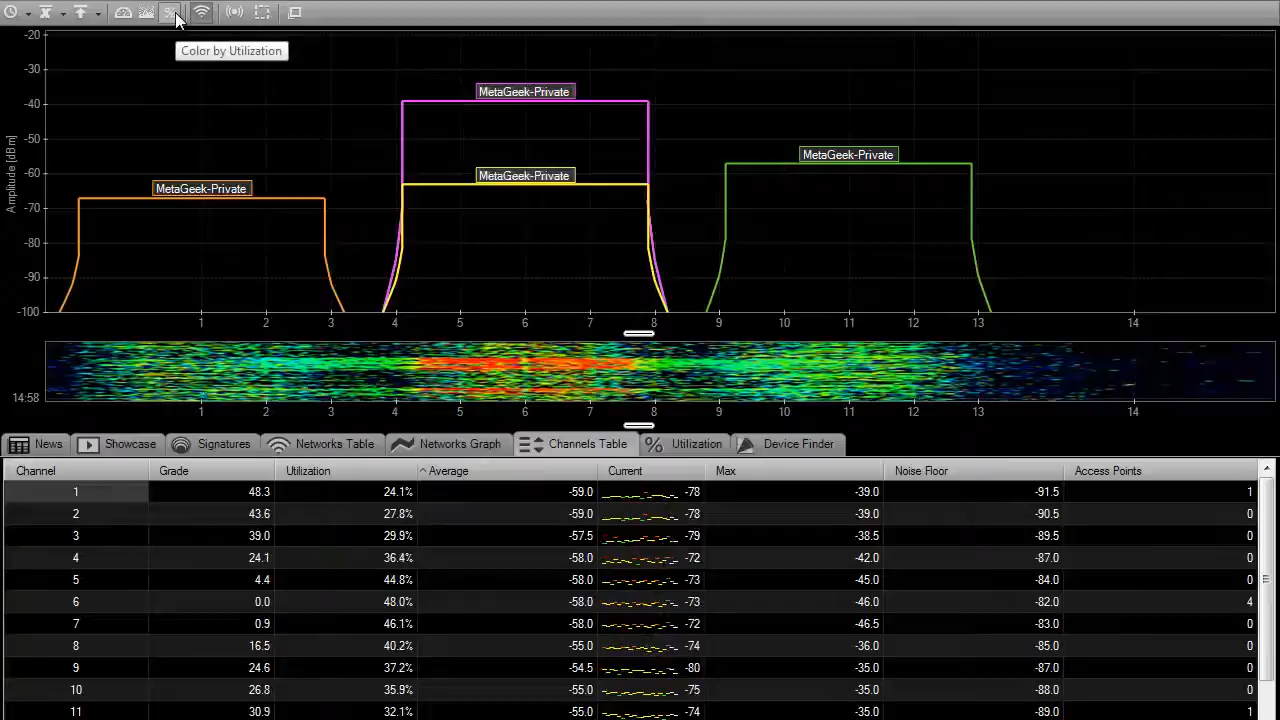 %
Color by Utilization
-20
-30
-40
-50
-60
-70
-80
-90
-100
Amplitude [dBm]
MetaGeek-Private
MetaGeek-Private
MetaGeek-Private
MetaGeek-Private
1 2 3 4 5 6 7 8 9 10 11 12 13 14
14:58
1 2 3 4 5 6 7 8 9 10 11 12 13 14
News Showcase Signatures Networks Table Networks Graph Channels Table % Utilization Device Finder
Channel Grade Utilization Average Current Max Noise Floor Access Points
1 48.3 24.1% -59.0 -78 -39.0 -91.5 1
2 43.6 27.8% -59.0 -78 -39.0 -90.5 0
3 39.0 29.9% -57.5 -79 -38.5 -89.5 0
4 24.1 36.4% -58.0 -72 -42.0 -87.0 0
5 4.4 44.8% -58.0 -73 -45.0 -84.0 0
6 0.0 48.0% -58.0 -73 -46.0 -82.0 4
7 0.9 46.1% -58.0 -72 -46.5 -83.0 0
8 16.5 40.2% -55.0 -74 -36.0 -85.0 0
9 24.6 37.2% -54.5 -80 -35.0 -87.0 0
10 26.8 35.9% -55.0 -75 -35.0 -88.0 0
11 30.9 32.1% -55.0 -74 -35.0 -89.0 1